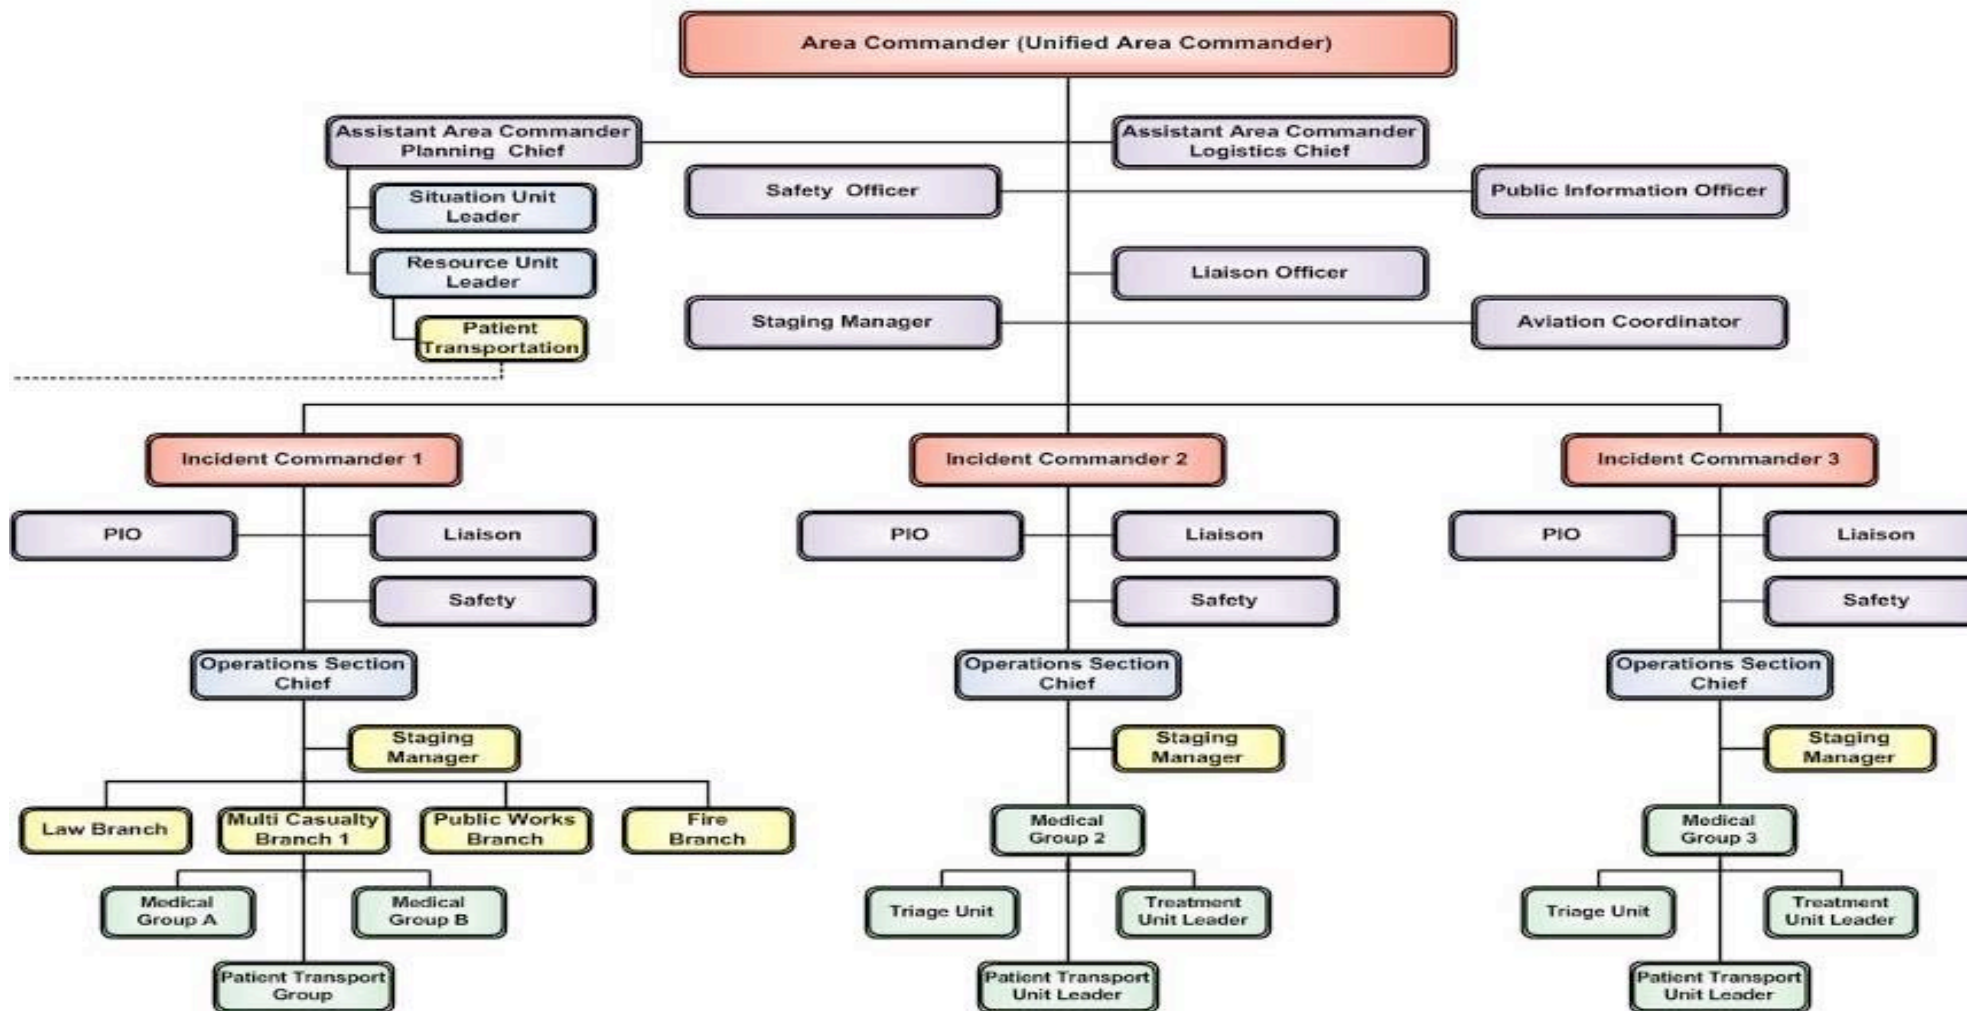 Area Commander (Unified Area Commander)
Assistant Area Commander
Planning Chief
Assistant Area Commander
Logistics Chief
Situation Unit
Leader
Safety Officer
Public Information Officer
Resource Unit
Leader
Liaison Officer
Patient
Transportation
Staging Manager
Aviation Coordinator
Incident Commander 1
Incident Commander 2
Incident Commander 3
PIO
Liaison
PIO
Liaison
PIO
Liaison
Safety
Safety
Safety
Operations Section
Chief
Operations Section
Chief
Operations Section
Chief
Staging
Manager
Staging
Manager
Staging
Manager
Law Branch
Multi Casualty
Branch 1
Public Works
Branch
Fire
Branch
Medical
Group 2
Medical
Group 3
Medical
Group A
Medical
Group B
Triage Unit
Treatment
Unit Leader
Triage Unit
Treatment
Unit Leader
Patient Transport
Group
Patient Transport
Unit Leader
Patient Transport
Unit Leader